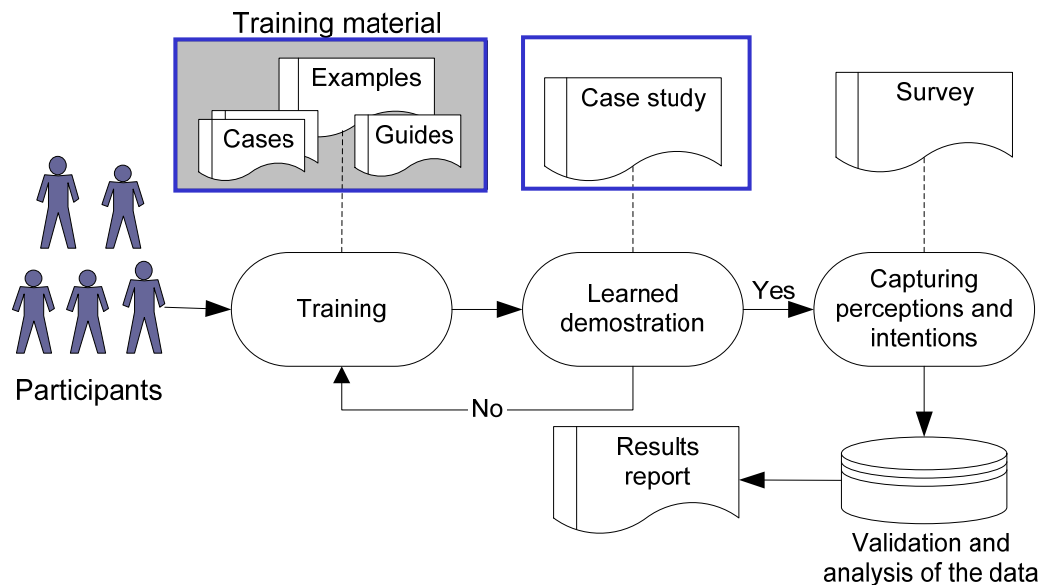 Training material
Examples
Cases
Guides
Case study
Survey
Participants
Training
Learned
demostration
Yes
Capturing
perceptions and
intentions
No
Results
report
Validation and
analysis of the data